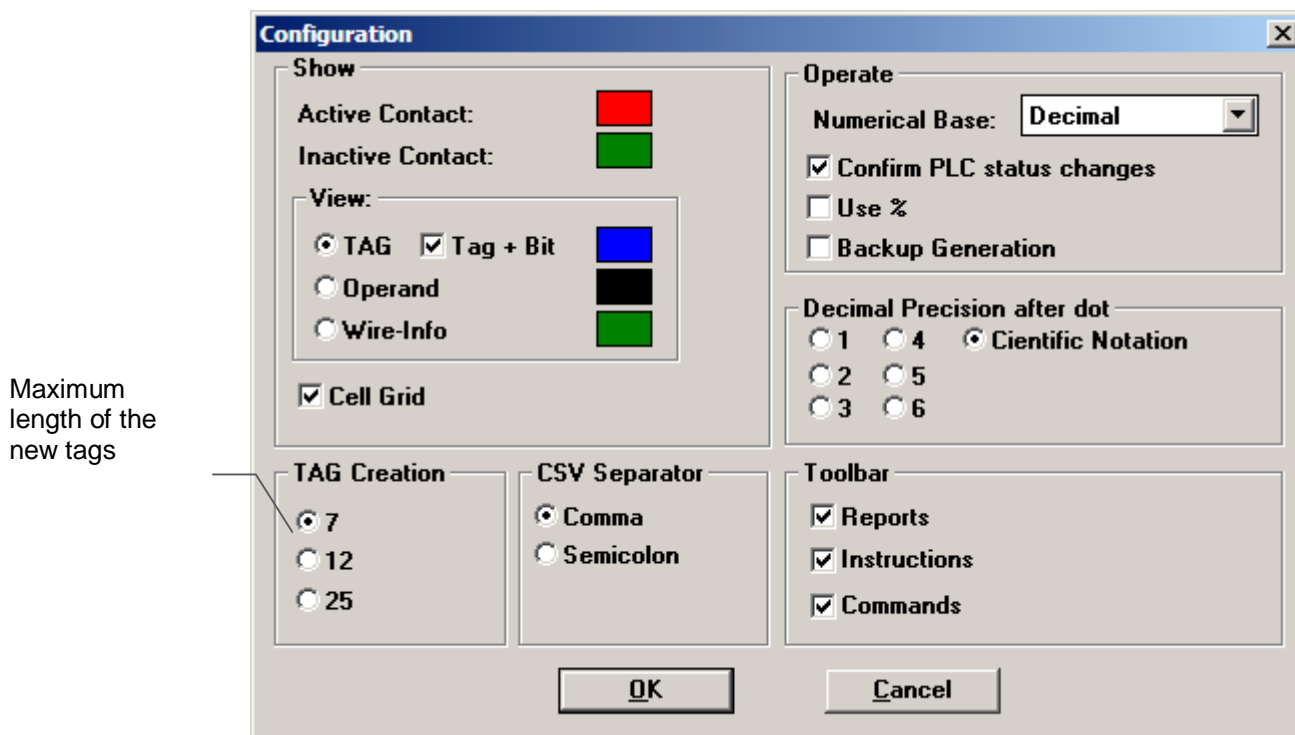 Configuration
Show
Active Contact:
Inactive Contact:
View:
TAG Tag + Bit
Operand
Wire-Info
Cell Grid
Operate
Numerical Base: Decimal
Confirm PLC status changes
Use %
Backup Generation
Decimal Precision after dot
1 4 Cientific Notation
2 5
3 6
Maximum
length of the
new tags
TAG Creation
7
12
25
CSV Separator
Comma
Semicolon
Toolbar
Reports
Instructions
Commands
OK Cancel